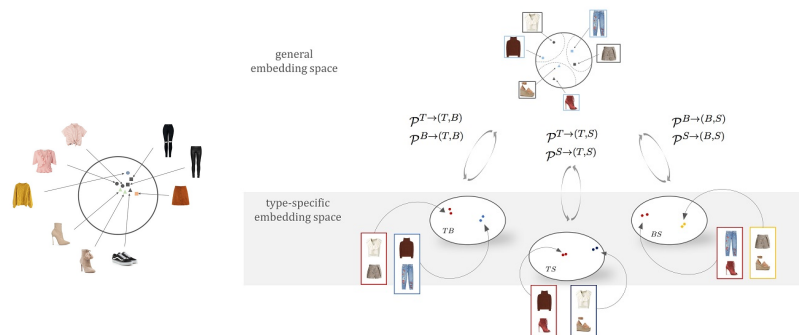 general
embedding space
𝒫^{T→(T,B)}
𝒫^{B→(T,B)}
𝒫^{T→(T,S)}
𝒫^{S→(T,S)}
𝒫^{B→(B,S)}
𝒫^{S→(B,S)}
type-specific
embedding space
TB
TS
BS